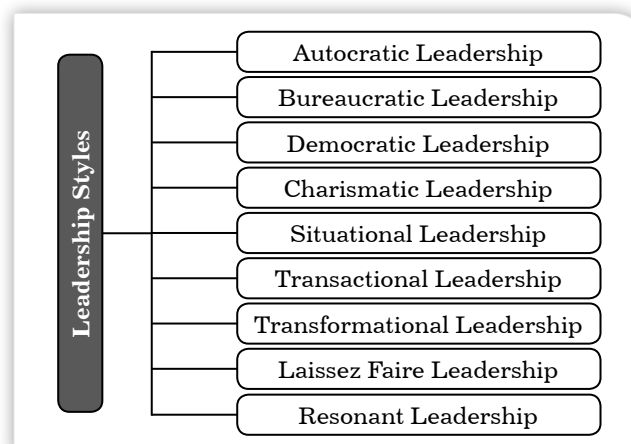 Leadership Styles
Autocratic Leadership
Bureaucratic Leadership
Democratic Leadership
Charismatic Leadership
Situational Leadership
Transactional Leadership
Transformational Leadership
Laissez Faire Leadership
Resonant Leadership